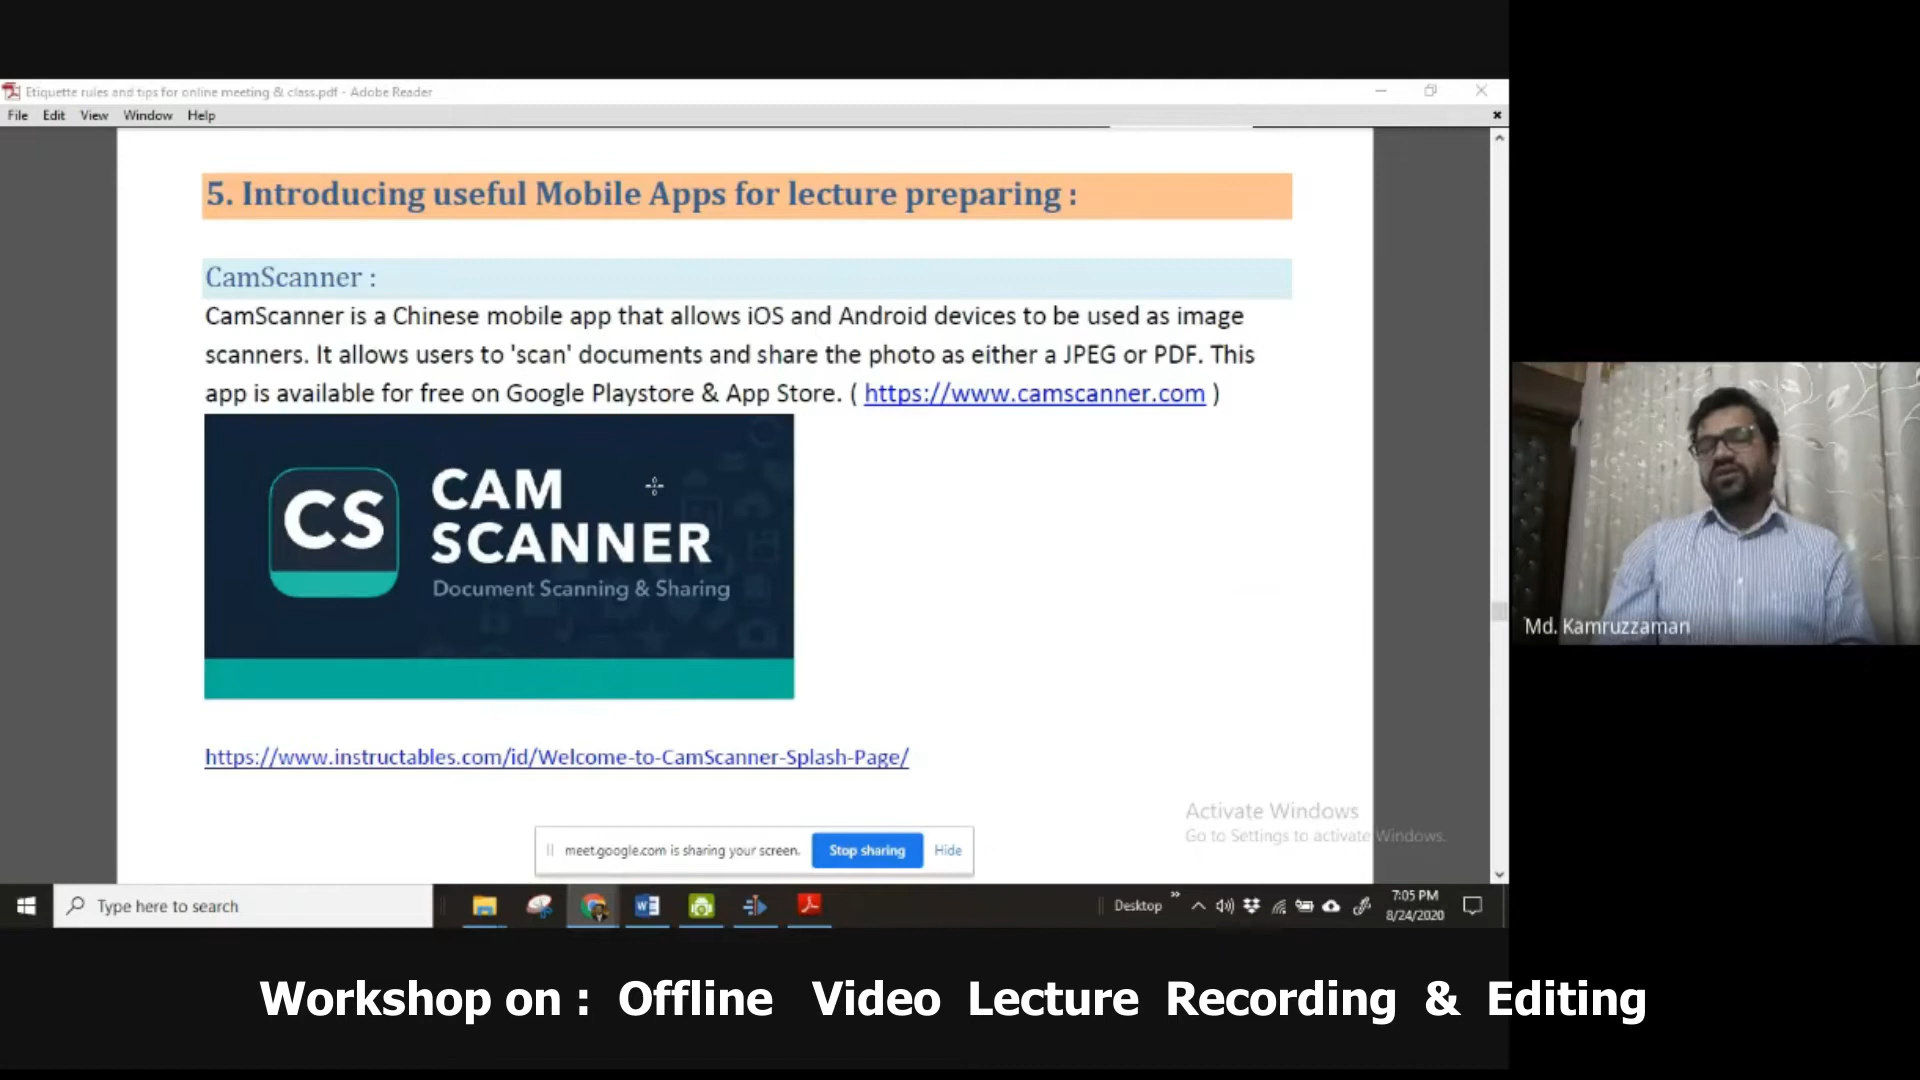 Etiquette rules and tips for online meeting & class.pdf - Adobe Reader
File Edit View Window Help
5. Introducing useful Mobile Apps for lecture preparing :
CamScanner :
CamScanner is a Chinese mobile app that allows iOS and Android devices to be used as image
scanners. It allows users to 'scan' documents and share the photo as either a JPEG or PDF. This
app is available for free on Google Playstore & App Store. ( https://www.camscanner.com )
CS
CAM
SCANNER
Document Scanning & Sharing
https://www.instructables.com/id/Welcome-to-CamScanner-Splash-Page/
Md. Kamruzzaman
Activate Windows
Go to Settings to activate Windows.
meet.google.com is sharing your screen. Stop sharing Hide
Type here to search
Desktop
7:05 PM
8/24/2020
Workshop on : Offline Video Lecture Recording & Editing